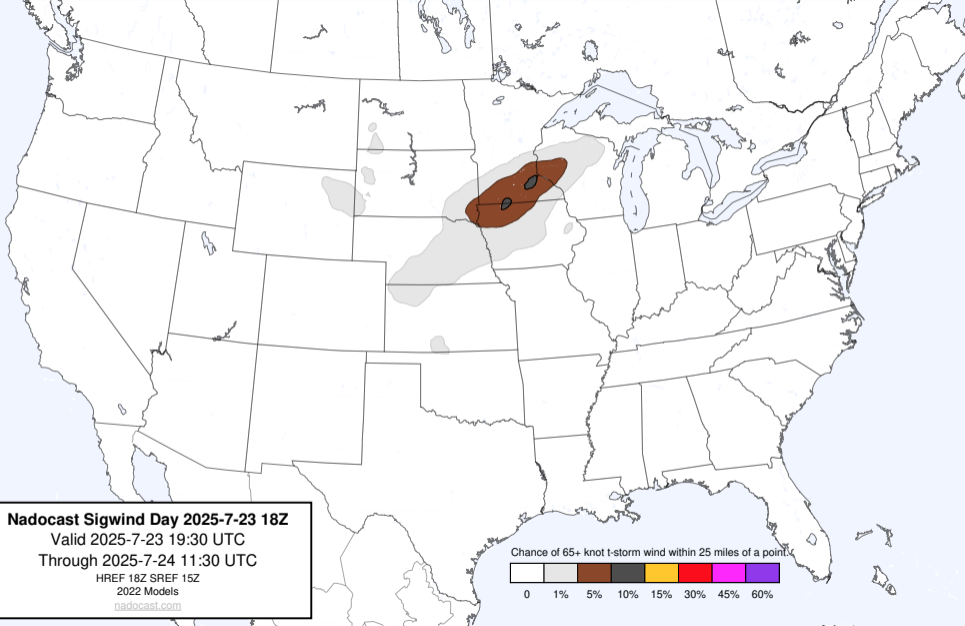 Nadocast Sigwind Day 2025-7-23 18Z
Valid 2025-7-23 19:30 UTC
Through 2025-7-24 11:30 UTC
HREF 18Z SREF 15Z
2022 Models
nadocast.com
Chance of 65+ knot t-storm wind within 25 miles of a point.
0 1% 5% 10% 15% 30% 45% 60%